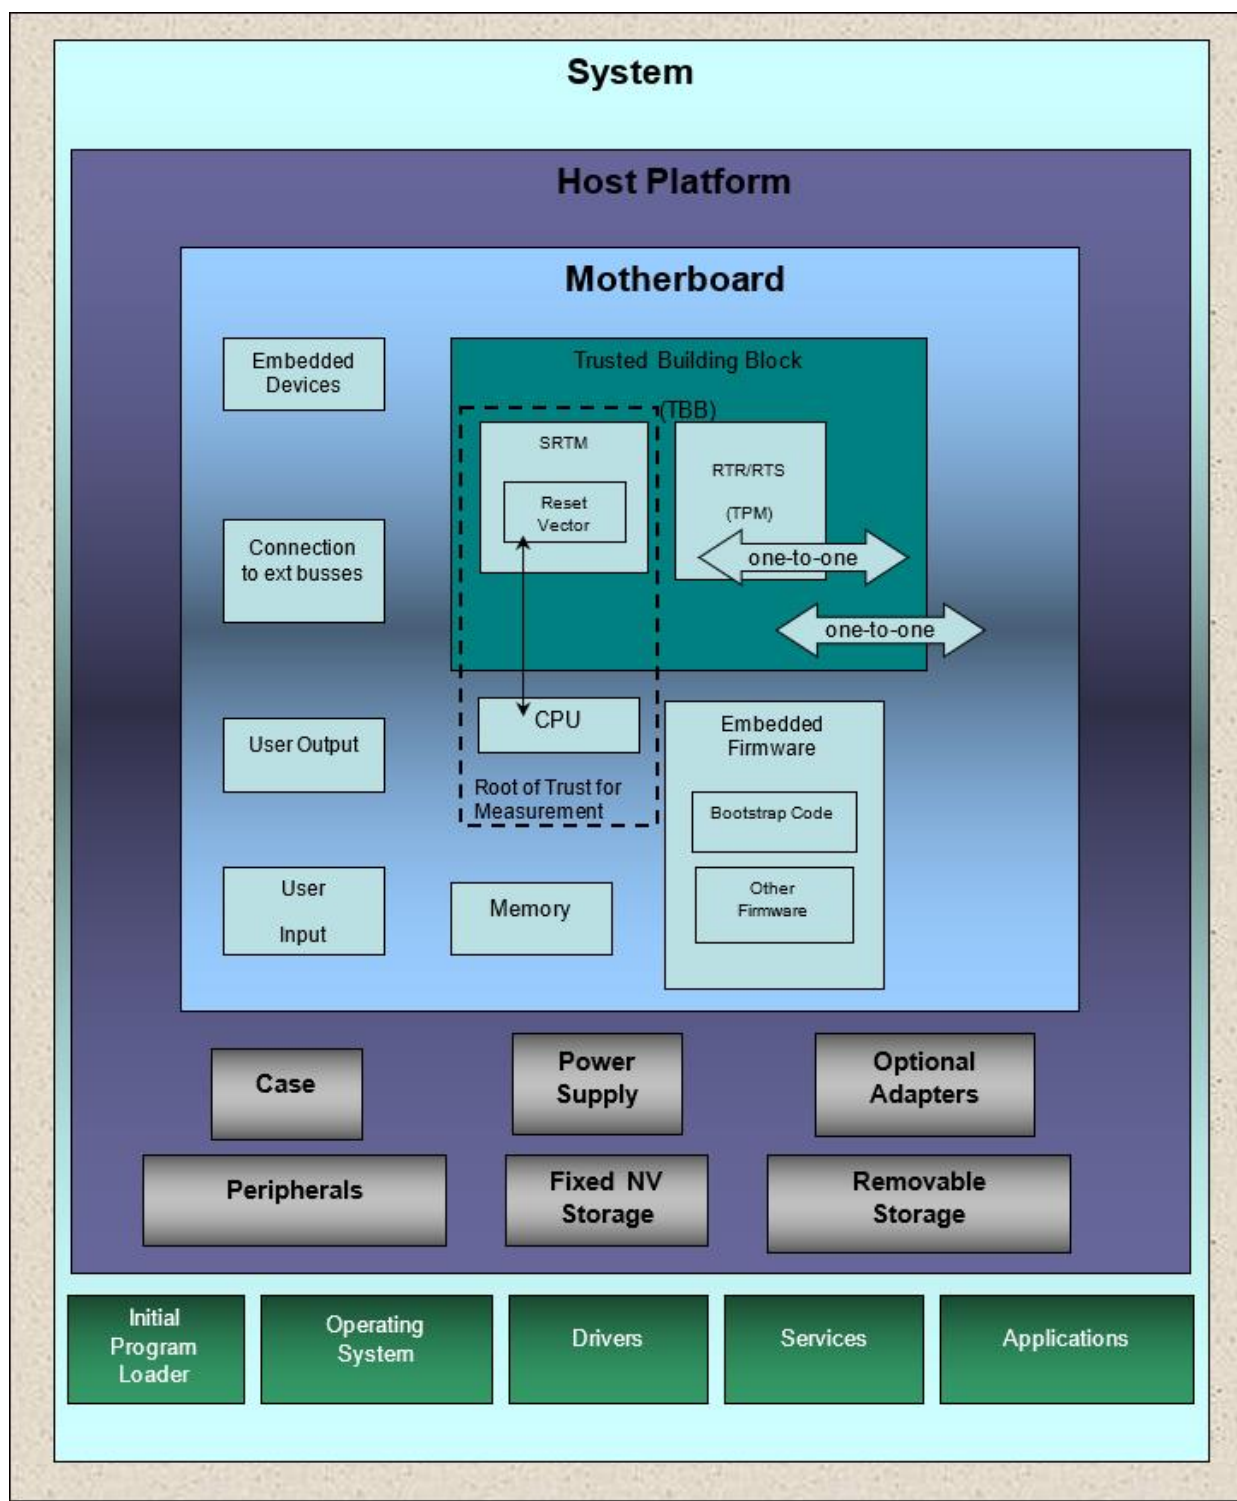 System
Host Platform
Motherboard
Embedded
Devices
Trusted Building Block
(TBB)
SRTM
Reset
Vector
RTR/RTS
(TPM)
one-to-one
one-to-one
Connection
to ext busses
User Output
CPU
Root of Trust for
Measurement
Embedded
Firmware
Bootstrap Code
Other
Firmware
User
Input
Memory
Case
Power
Supply
Optional
Adapters
Peripherals
Fixed NV
Storage
Removable
Storage
Initial
Program
Loader
Operating
System
Drivers
Services
Applications